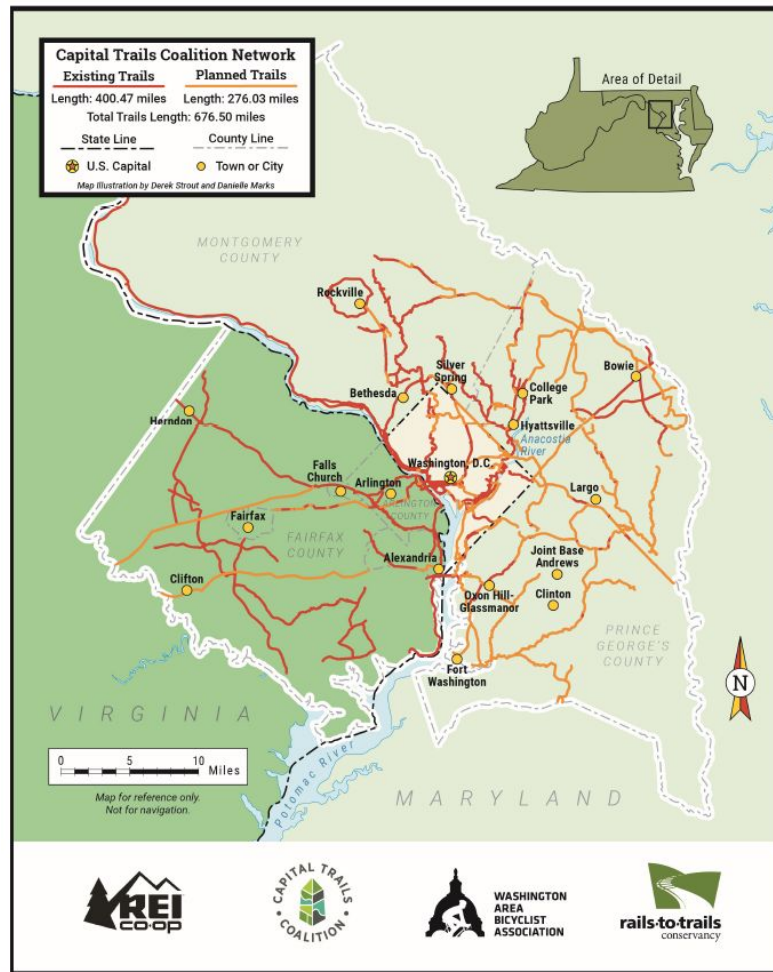 Capital Trails Coalition Network
Existing Trails
Planned Trails
Length: 400.47 miles
Length: 276.03 miles
Total Trails Length: 676.50 miles
State Line
County Line
U.S. Capital
Town or City
Map Illustration by Derek Strout and Danielle Marks
Area of Detail
MONTGOMERY
COUNTY
Rockville
Silver
Spring
Bethesda
College
Park
Bowie
Hyattsville
Anacostia
River
Herndon
Washington, D.C.
Falls
Church
Arlington
ARLINGTON
COUNTY
Largo
Fairfax
FAIRFAX
COUNTY
Alexandria
Joint Base
Andrews
Clifton
Oxon Hill-
Glassmanor
Clinton
PRINCE
GEORGE'S
COUNTY
Fort
Washington
N
VIRGINIA
0 5 10
Miles
Map for reference only.
Not for navigation.
Potomac River
MARYLAND
REI
CO·OP
CAPITAL TRAILS
COALITION
WASHINGTON
AREA
BICYCLIST
ASSOCIATION
rails·to·trails
conservancy